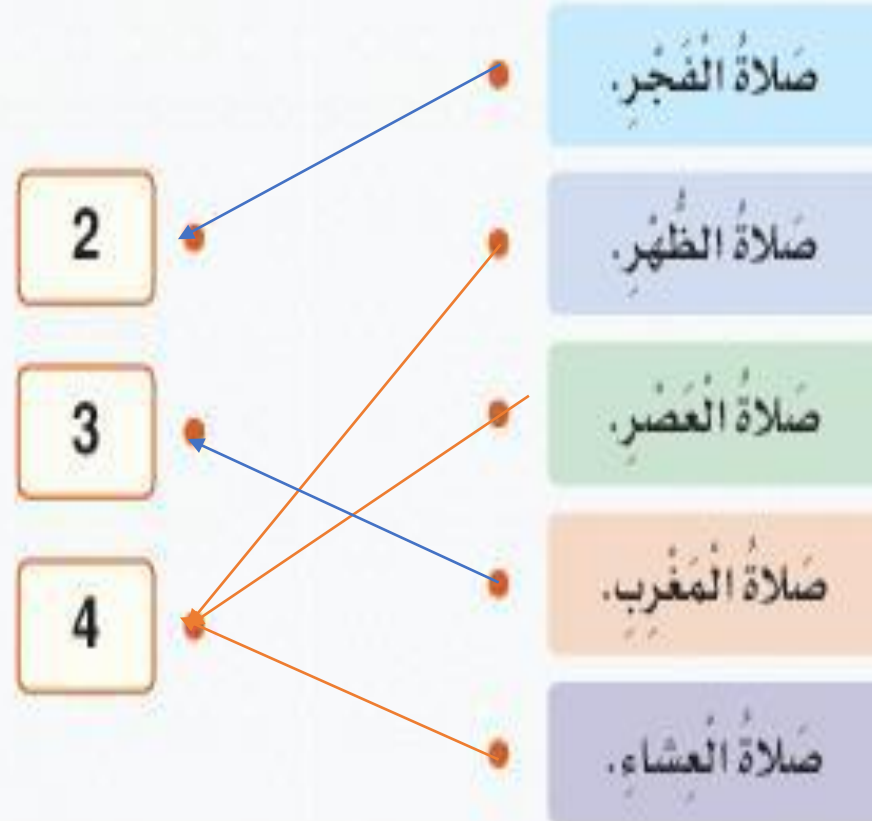 صَلاةُ الْفَجْرِ.
2
صَلاةُ الظُّهْرِ.
3
صَلاةُ الْعَصْرِ.
4
صَلاةُ الْمَغْرِبِ.
صَلاةُ الْعِشاءِ.